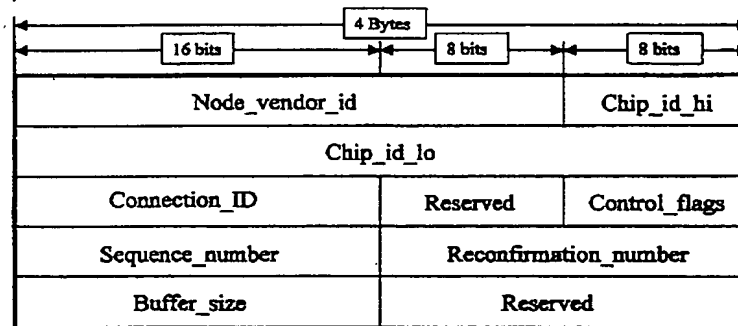 4 Bytes
16 bits 8 bits 8 bits
Node_vendor_id Chip_id_hi
Chip_id_lo
Connection_ID Reserved Control_flags
Sequence_number Reconfirmation_number
Buffer_size Reserved